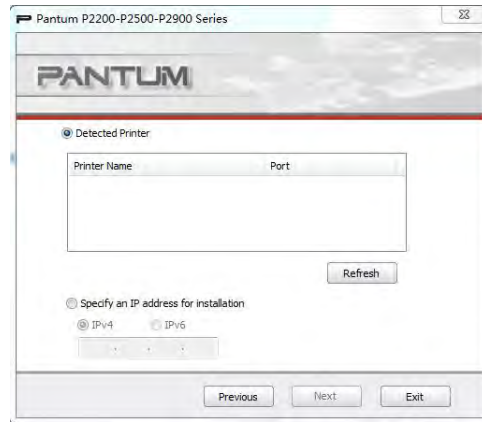 Pantum P2200-P2500-P2900 Series
PANTUM
Detected Printer
Printer Name Port
Refresh
Specify an IP address for installation
IPv4 IPv6
. . .
Previous Next Exit